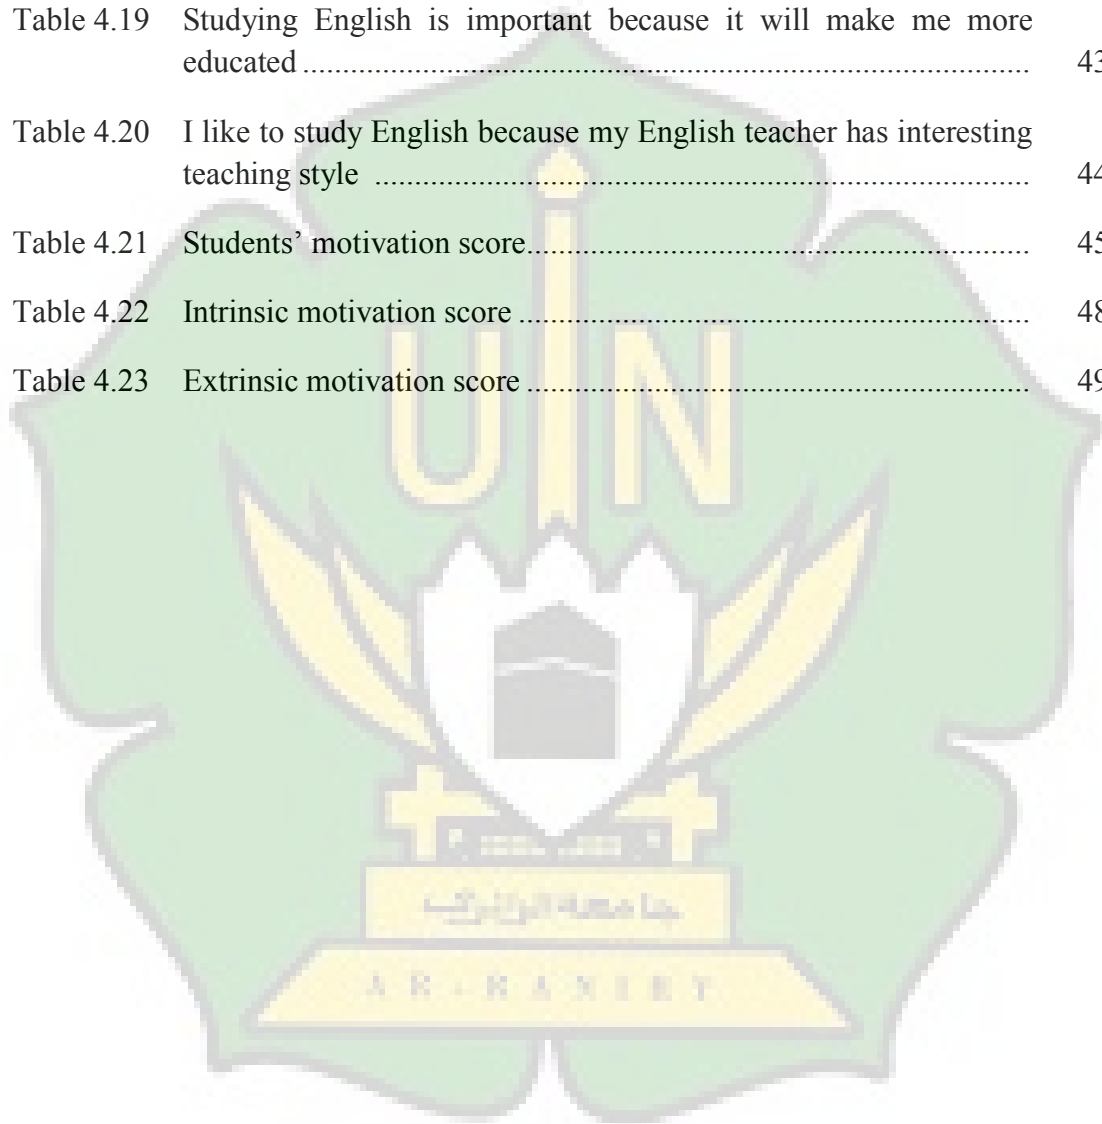 Table 4.19 Studying English is important because it will make me more
educated ........................................................................................... 43
Table 4.20 I like to study English because my English teacher has interesting
teaching style .................................................................................. 44
Table 4.21 Students’ motivation score............................................................... 45
Table 4.22 Intrinsic motivation score ................................................................ 48
Table 4.23 Extrinsic motivation score ............................................................... 49
UIN
AR-RANIRY